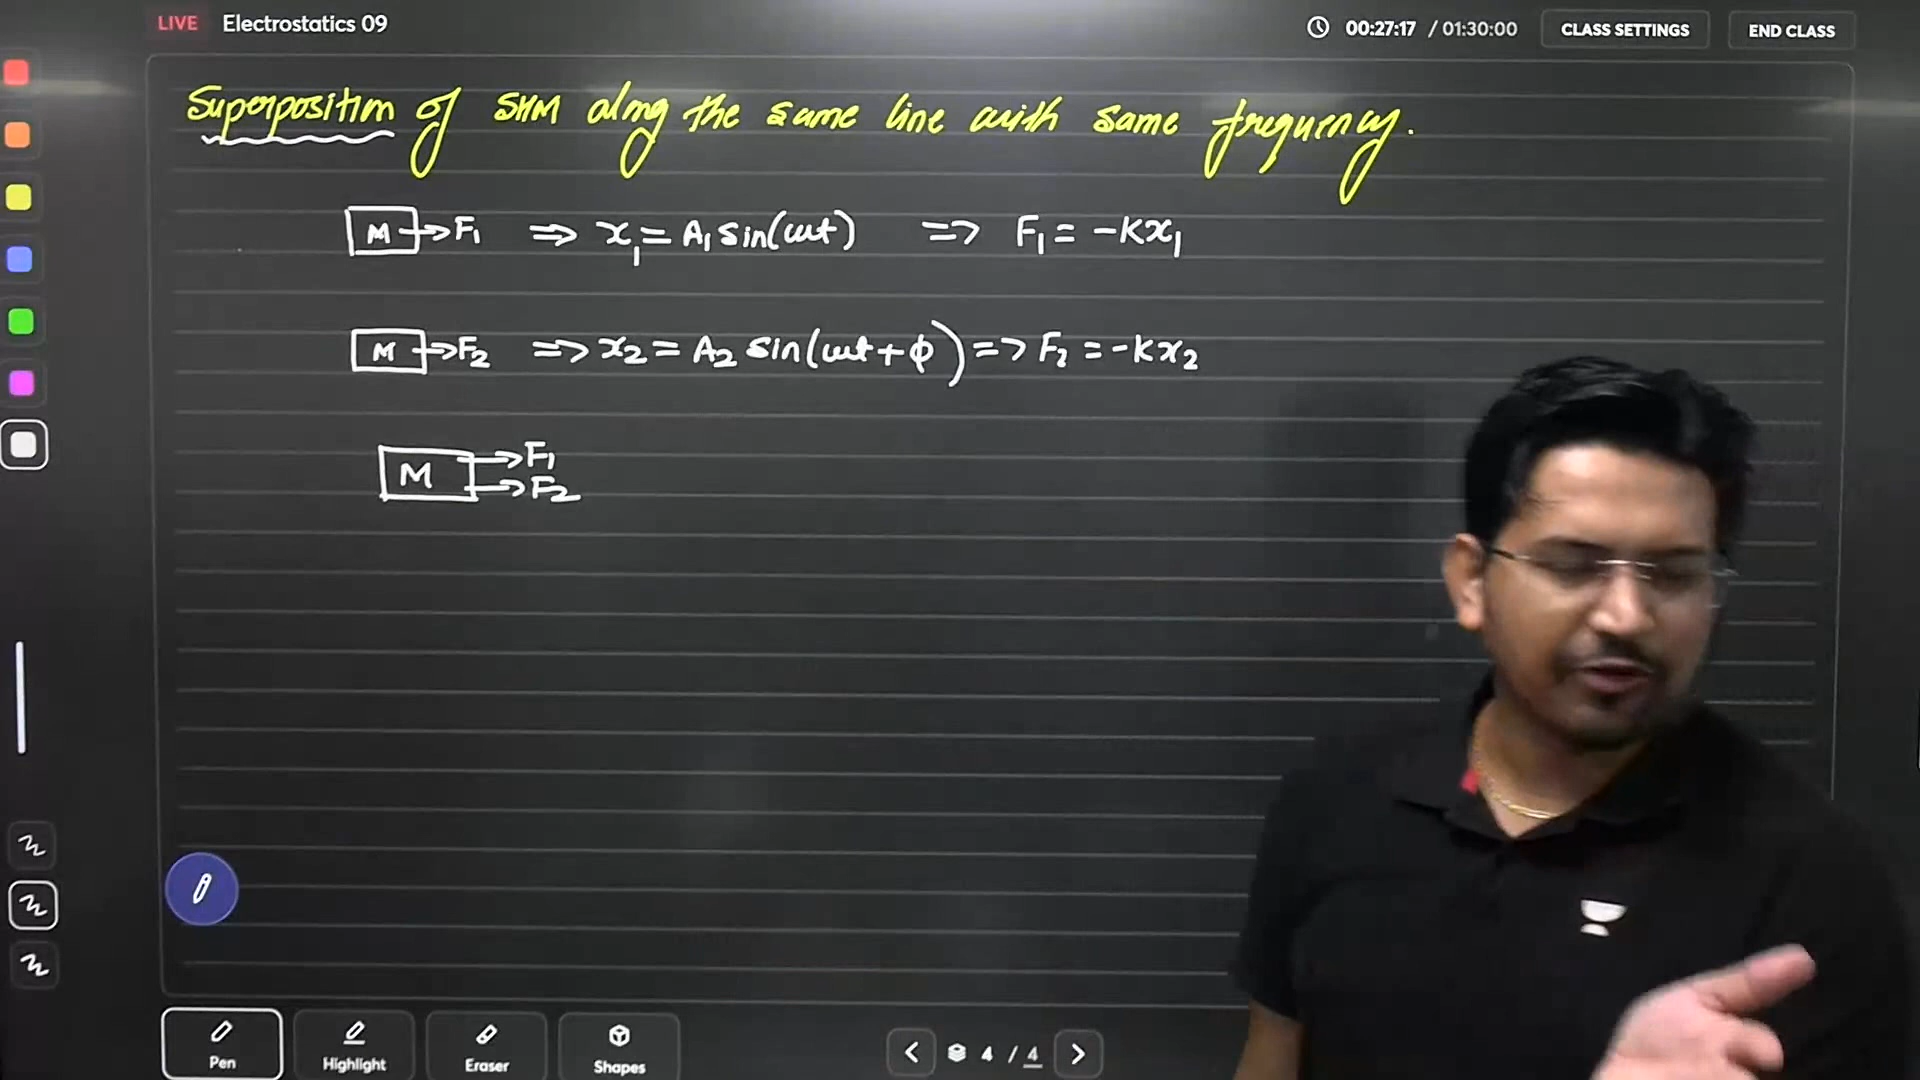 LIVE Electrostatics 09 00:27:17 / 01:30:00 CLASS SETTINGS END CLASS
Superposition of SHM along the same line with same frequency.
M → F₁ ⇒ x₁ = A₁ sin(ωt) ⇒ F₁ = -Kx₁
M → F₂ ⇒ x₂ = A₂ sin(ωt + φ) ⇒ F₂ = -Kx₂
M → F₁
→ F₂
Pen Highlight Eraser Shapes 4 / 4